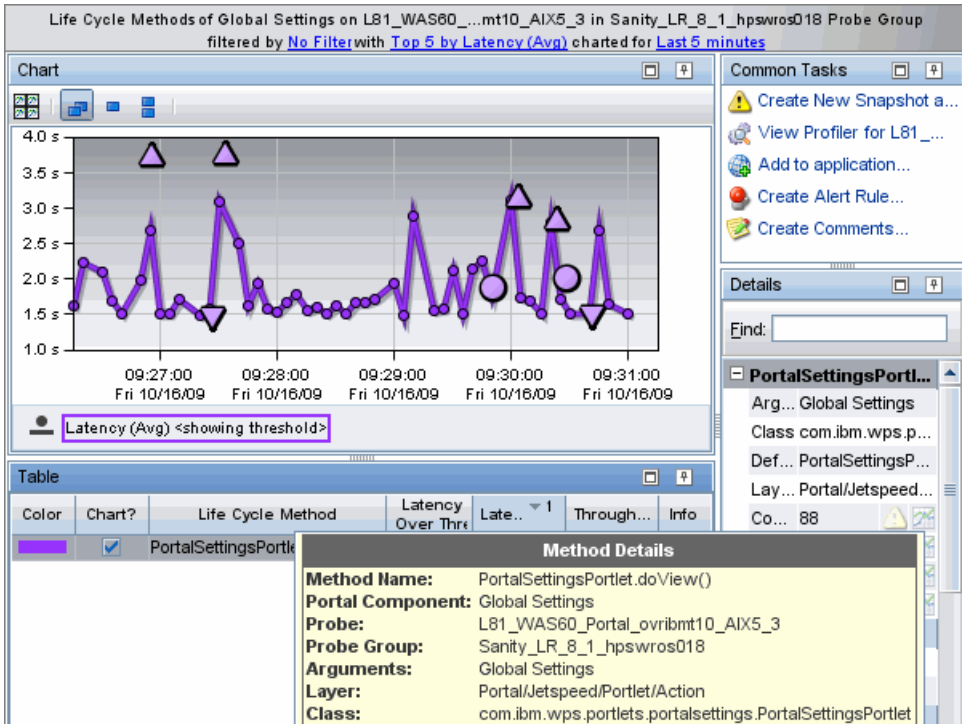 Life Cycle Methods of Global Settings on L81_WAS60_...mt10_AIX5_3 in Sanity_LR_8_1_hpswros018 Probe Group
filtered by No Filter with Top 5 by Latency (Avg) charted for Last 5 minutes
Chart
4.0 s
3.5 s
3.0 s
2.5 s
2.0 s
1.5 s
1.0 s
09:27:00 09:28:00 09:29:00 09:30:00 09:31:00
Fri 10/16/09 Fri 10/16/09 Fri 10/16/09 Fri 10/16/09 Fri 10/16/09
Latency (Avg) <showing threshold>
Table
Color Chart? Life Cycle Method Latency Over Thre Late.. 1 Through... Info
PortalSettingsPortle
Method Details
Method Name: PortalSettingsPortlet.doView()
Portal Component: Global Settings
Probe: L81_WAS60_Portal_ovribmt10_AIX5_3
Probe Group: Sanity_LR_8_1_hpswros018
Arguments: Global Settings
Layer: Portal/Jetspeed/Portlet/Action
Class: com.ibm.wps.portlets.portalsettings.PortalSettingsPortlet
Common Tasks
Create New Snapshot a...
View Profiler for L81_...
Add to application...
Create Alert Rule...
Create Comments...
Details
Find:
PortalSettingsPortl...
Arg... Global Settings
Class com.ibm.wps.p...
Def... PortalSettingsP...
Lay... Portal/Jetspeed...
Co... 88